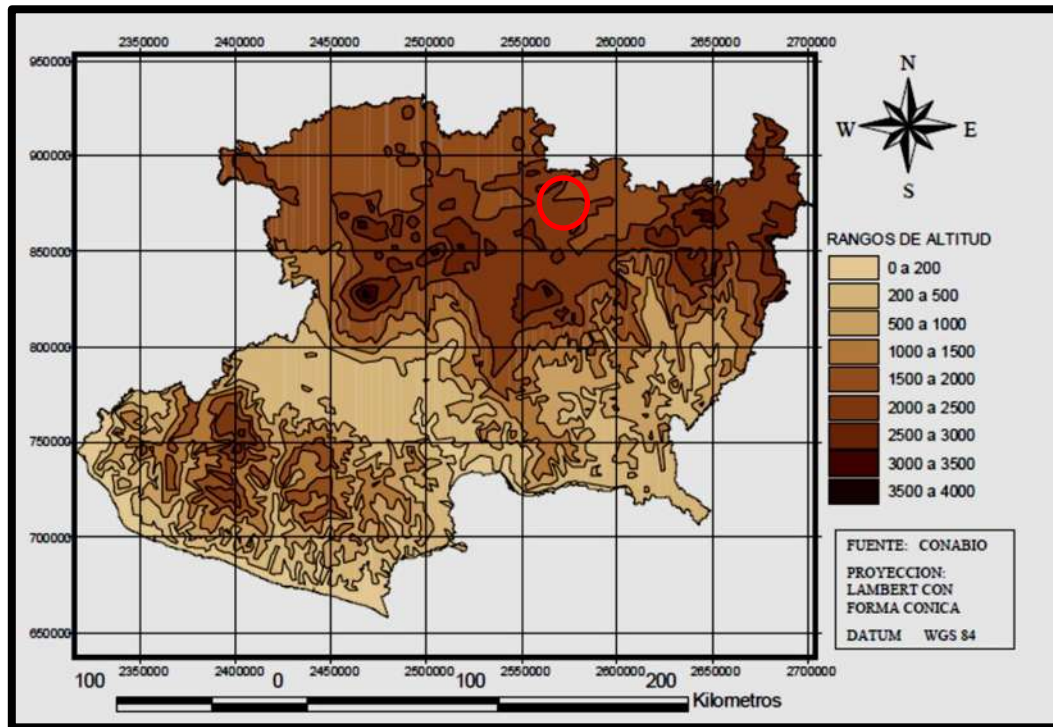 2350000 2400000 2450000 2500000 2550000 2600000 2650000 2700000
950000
900000
850000
800000
750000
700000
650000
2350000 2400000 2450000 2500000 2550000 2600000 2650000 2700000
100 0 100 200
Kilometros
N
W E
S
RANGOS DE ALTITUD
0 a 200
200 a 500
500 a 1000
1000 a 1500
1500 a 2000
2000 a 2500
2500 a 3000
3000 a 3500
3500 a 4000
FUENTE: CONABIO
PROYECCION:
LAMBERT CON
FORMA CONICA
DATUM WGS 84